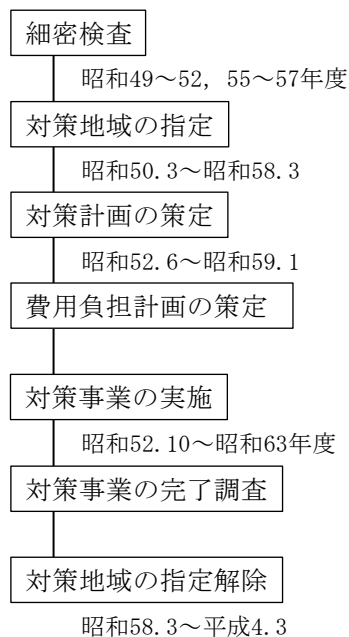 細密検査
昭和49～52, 55～57年度
対策地域の指定
昭和50.3～昭和58.3
対策計画の策定
昭和52.6～昭和59.1
費用負担計画の策定
対策事業の実施
昭和52.10～昭和63年度
対策事業の完了調査
対策地域の指定解除
昭和58.3～平成4.3